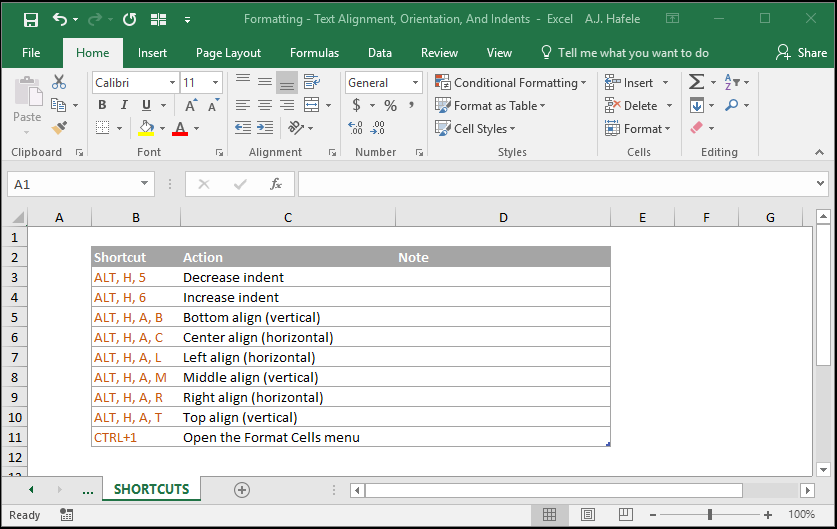 Formatting - Text Alignment, Orientation, And Indents - Excel A.J. Hafele
File Home Insert Page Layout Formulas Data Review View Tell me what you want to do Share
Paste
Calibri 11
B I U A A
A
General
$ % ,
.00 .0
Conditional Formatting
Format as Table
Cell Styles
Insert
Delete
Format
Clipboard Font Alignment Number Styles Cells Editing
A1 fx
A B C D E F G
1
2 Shortcut Action Note
3 ALT, H, 5 Decrease indent
4 ALT, H, 6 Increase indent
5 ALT, H, A, B Bottom align (vertical)
6 ALT, H, A, C Center align (horizontal)
7 ALT, H, A, L Left align (horizontal)
8 ALT, H, A, M Middle align (vertical)
9 ALT, H, A, R Right align (horizontal)
10 ALT, H, A, T Top align (vertical)
11 CTRL+1 Open the Format Cells menu
12
... SHORTCUTS
Ready 100%